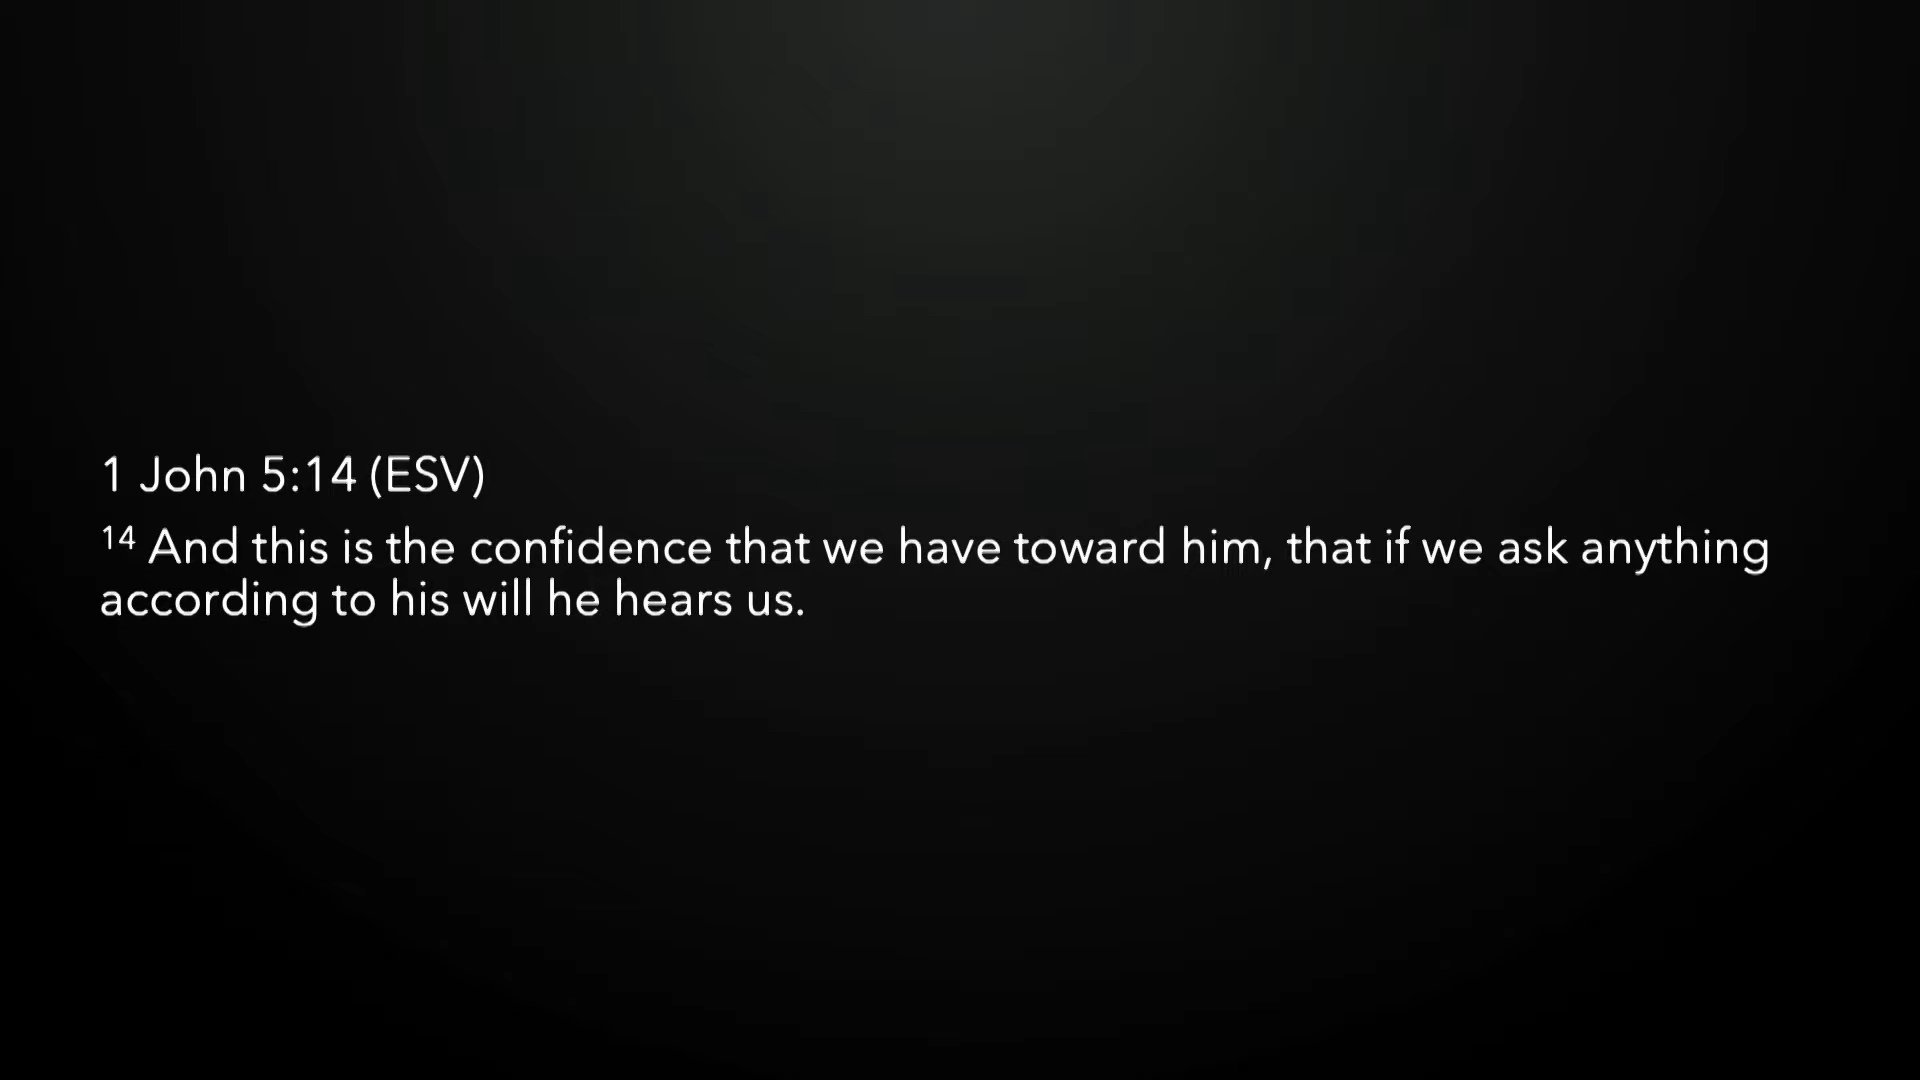 1 John 5:14 (ESV)
14 And this is the confidence that we have toward him, that if we ask anything
according to his will he hears us.